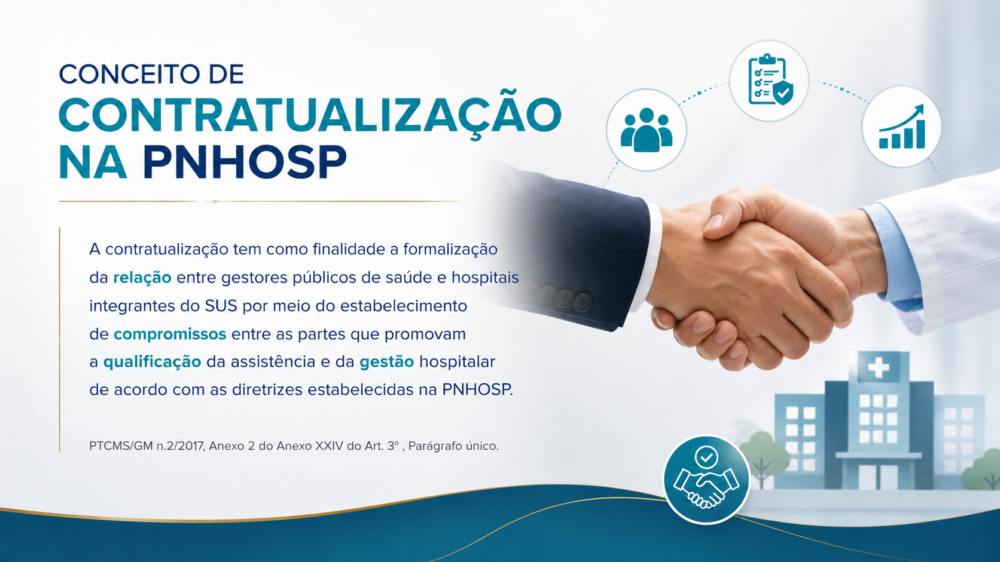 CONCEITO DE
CONTRATUALIZAÇÃO
NA PNHOSP
A contratualização tem como finalidade a formalização
da relação entre gestores públicos de saúde e hospitais
integrantes do SUS por meio do estabelecimento
de compromissos entre as partes que promovam
a qualificação da assistência e da gestão hospitalar
de acordo com as diretrizes estabelecidas na PNHOSP.
PTCMS/GM n.2/2017, Anexo 2 do Anexo XXIV do Art. 3º , Parágrafo único.